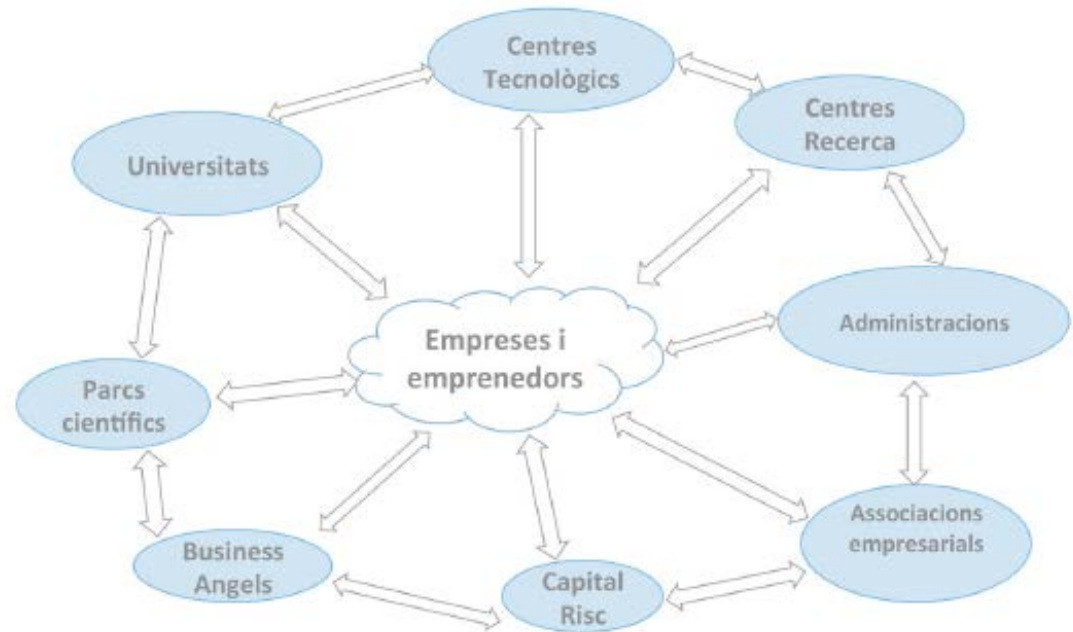 Centres
Tecnològics
Centres
Recerca
Universitats
Administracions
Empreses i
emprenedors
Parcs
científics
Associacions
empresarials
Business
Angels
Capital
Risc